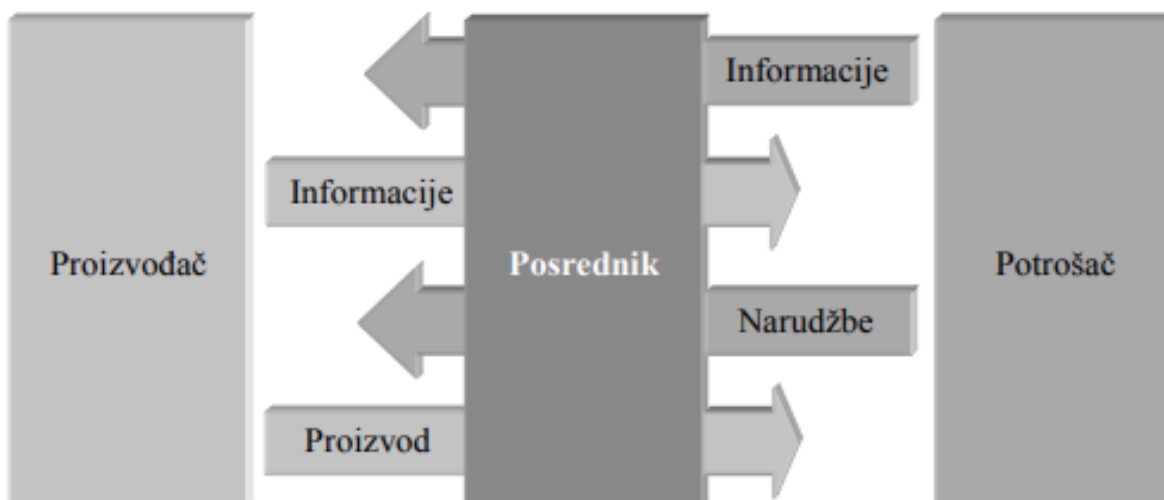 Informacije
Informacije
Proizvođač
Posrednik
Potrošač
Narudžbe
Proizvod